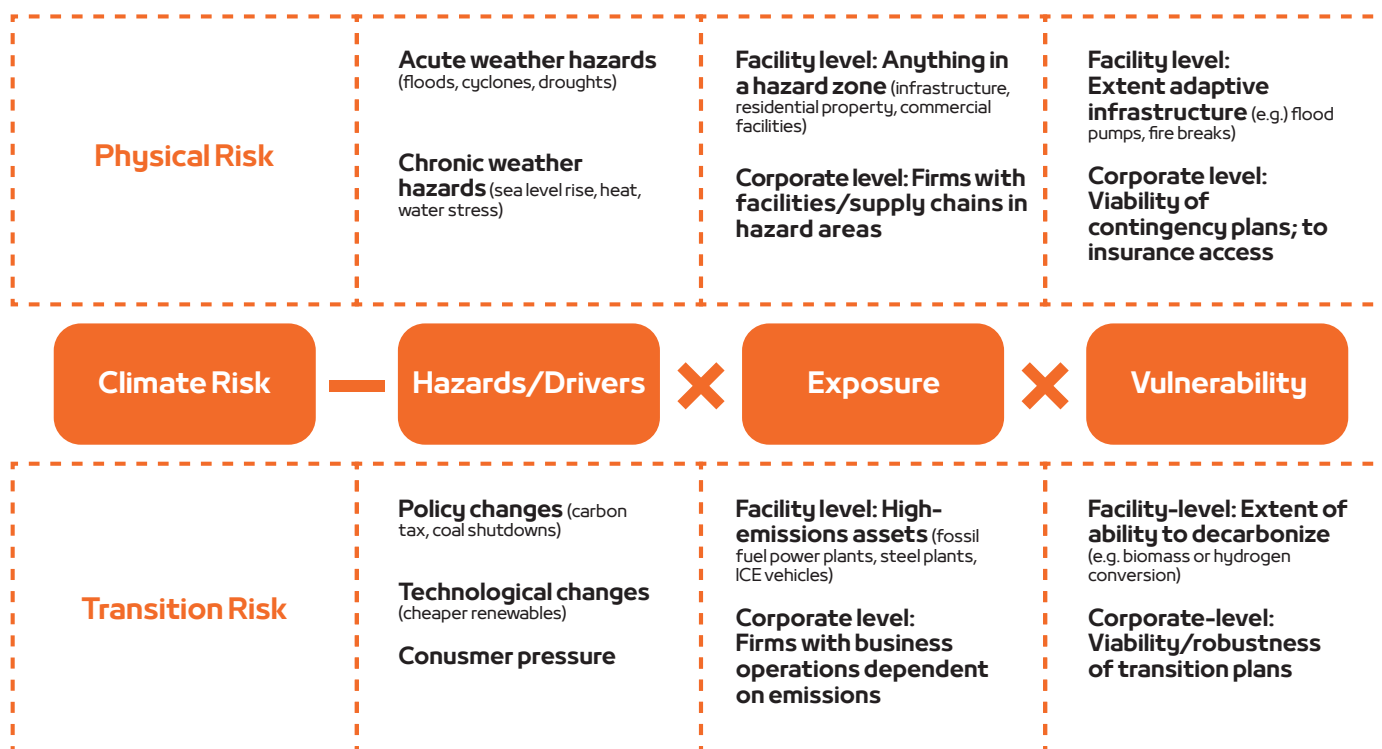 Physical Risk
Acute weather hazards
(floods, cyclones, droughts)
Chronic weather
hazards (sea level rise, heat,
water stress)
Facility level: Anything in
a hazard zone (infrastructure,
residential property, commercial
facilities)
Corporate level: Firms with
facilities/supply chains in
hazard areas
Facility level:
Extent adaptive
infrastructure (e.g.) flood
pumps, fire breaks)
Corporate level:
Viability of
contingency plans; to
insurance access
Climate Risk
Hazards/Drivers
Exposure
Vulnerability
Transition Risk
Policy changes (carbon
tax, coal shutdowns)
Technological changes
(cheaper renewables)
Conusmer pressure
Facility level: High-
emissions assets (fossil
fuel power plants, steel plants,
ICE vehicles)
Corporate level:
Firms with business
operations dependent
on emissions
Facility-level: Extent of
ability to decarbonize
(e.g. biomass or hydrogen
conversion)
Corporate-level:
Viability/robustness
of transition plans